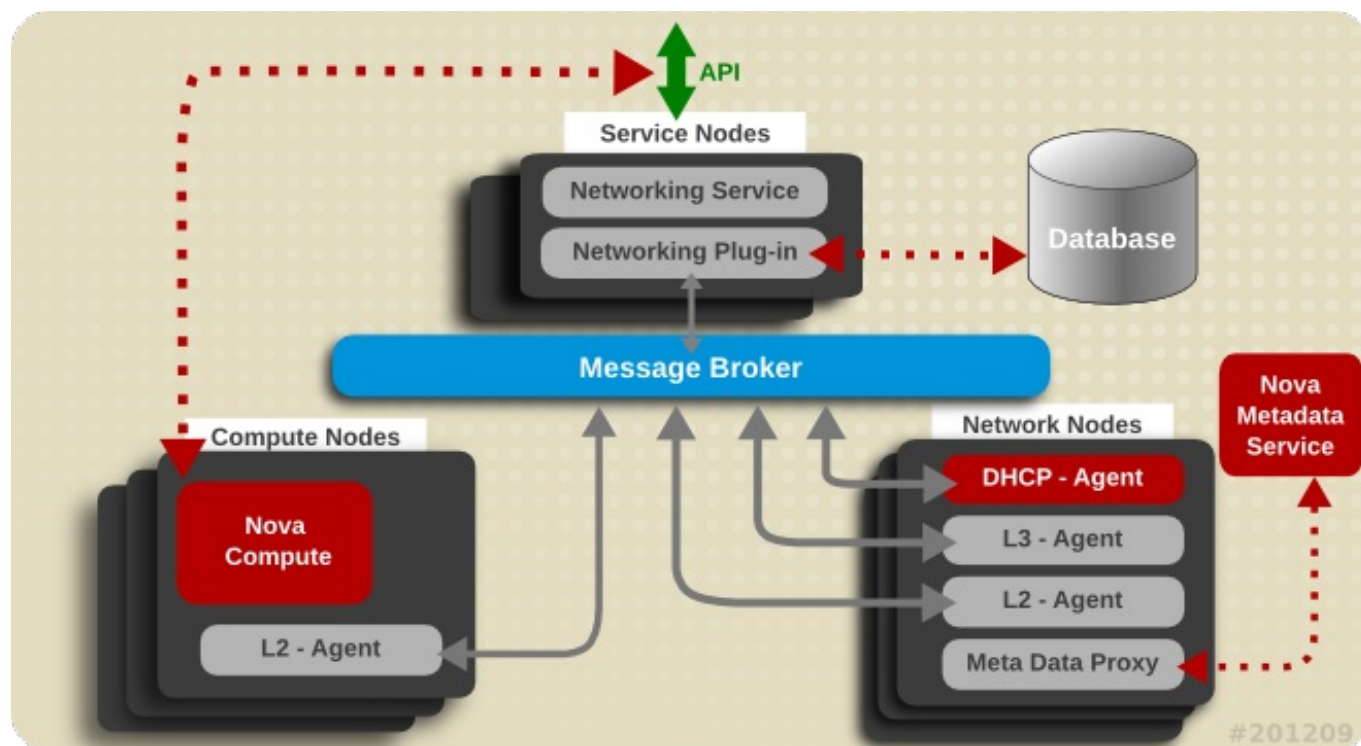 API
Service Nodes
Networking Service
Networking Plug-in
Database
Message Broker
Compute Nodes
Nova
Compute
L2 - Agent
Network Nodes
DHCP - Agent
L3 - Agent
L2 - Agent
Meta Data Proxy
Nova
Metadada
Service
#201209